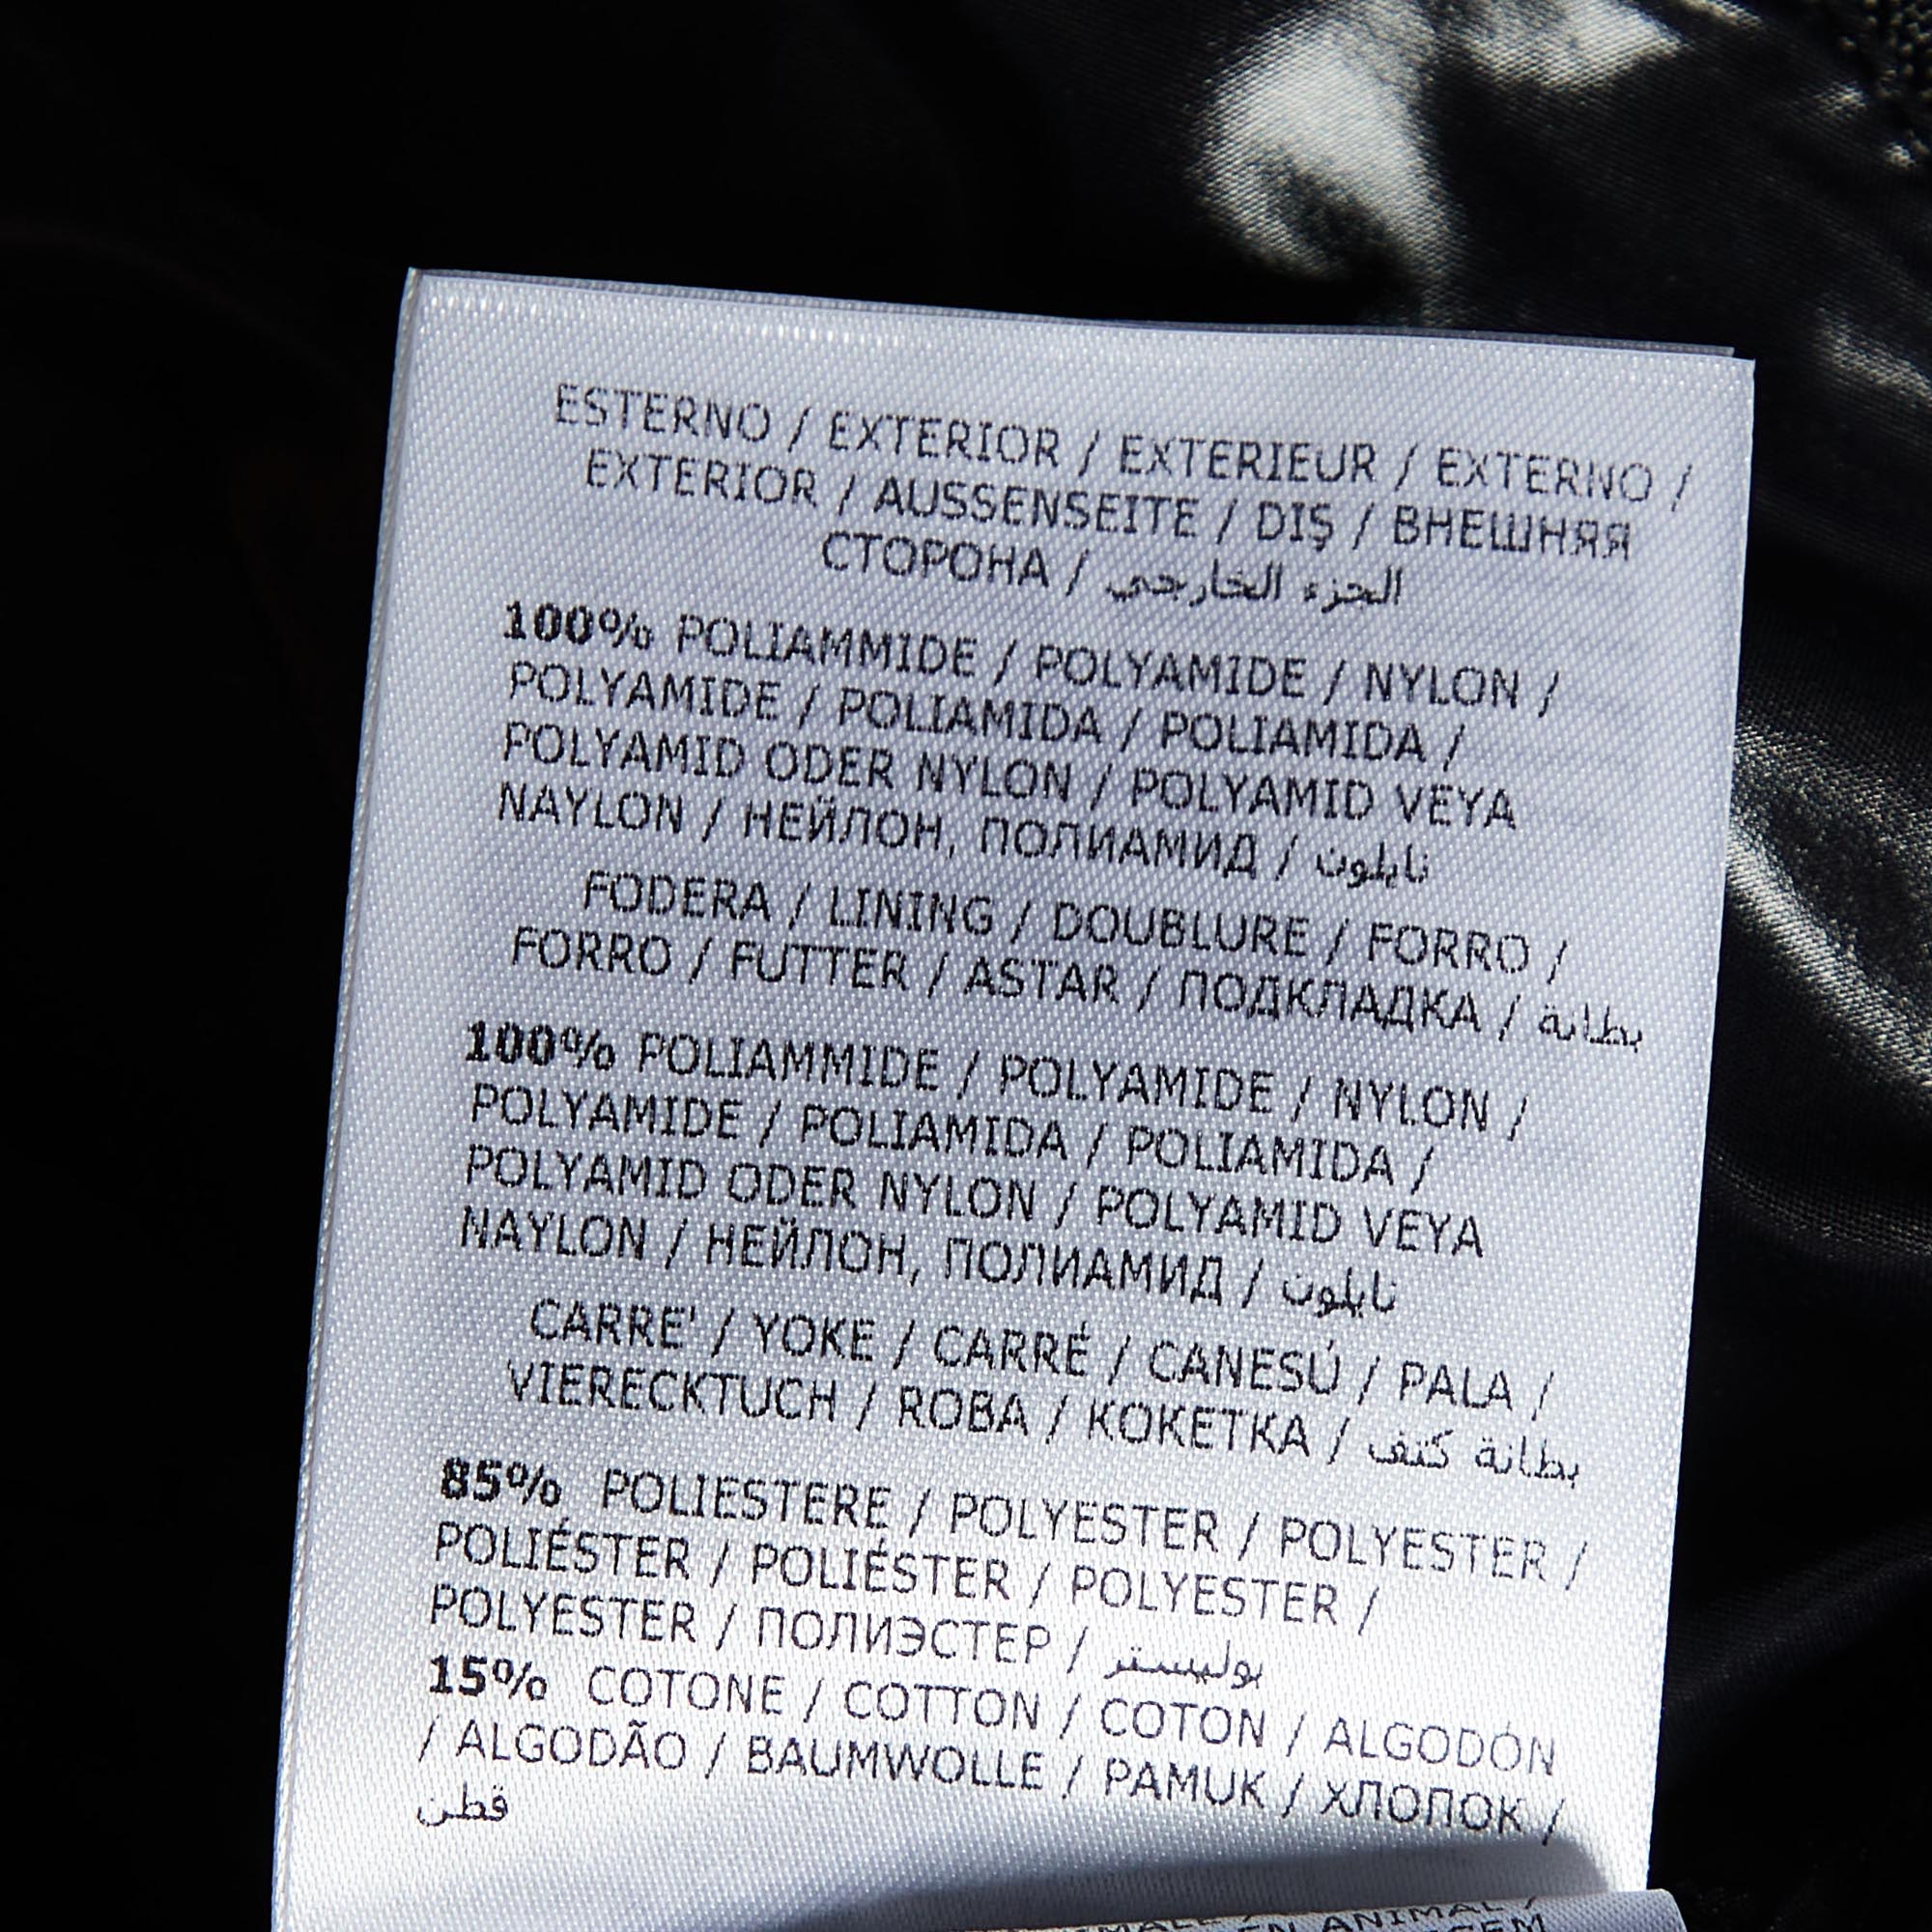 ESTERNO / EXTERIOR / EXTERIEUR / EXTERNO /
EXTERIOR / AUSSENSEITE / DIŞ / ВНЕШНЯЯ
СТОРОНА / الجزء الخارجي
100% POLIAMMIDE / POLYAMIDE / NYLON /
POLYAMIDE / POLIAMIDA / POLIAMIDA /
POLYAMID ODER NYLON / POLYAMID VEYA
NAYLON / НЕЙЛОН, ПОЛИАМИД / نايلون
FODERA / LINING / DOUBLURE / FORRO /
FORRO / FUTTER / ASTAR / ПОДКЛАДКА / بطانة
100% POLIAMMIDE / POLYAMIDE / NYLON /
POLYAMIDE / POLIAMIDA / POLIAMIDA /
POLYAMID ODER NYLON / POLYAMID VEYA
NAYLON / НЕЙЛОН, ПОЛИАМИД / نايلون
CARRE' / YOKE / CARRÉ / CANESÚ / PALA /
VIERECKTUCH / ROBA / КОКЕТКА / بطانة كتف
85% POLIESTERE / POLYESTER / POLYESTER /
POLIÉSTER / POLIÉSTER / POLYESTER /
POLYESTER / ПОЛИЭСТЕР / بوليستر
15% COTONE / COTTON / COTON / ALGODÓN
/ ALGODÃO / BAUMWOLLE / PAMUK / ХЛОПОК /
قطن
EN ANIMAL /